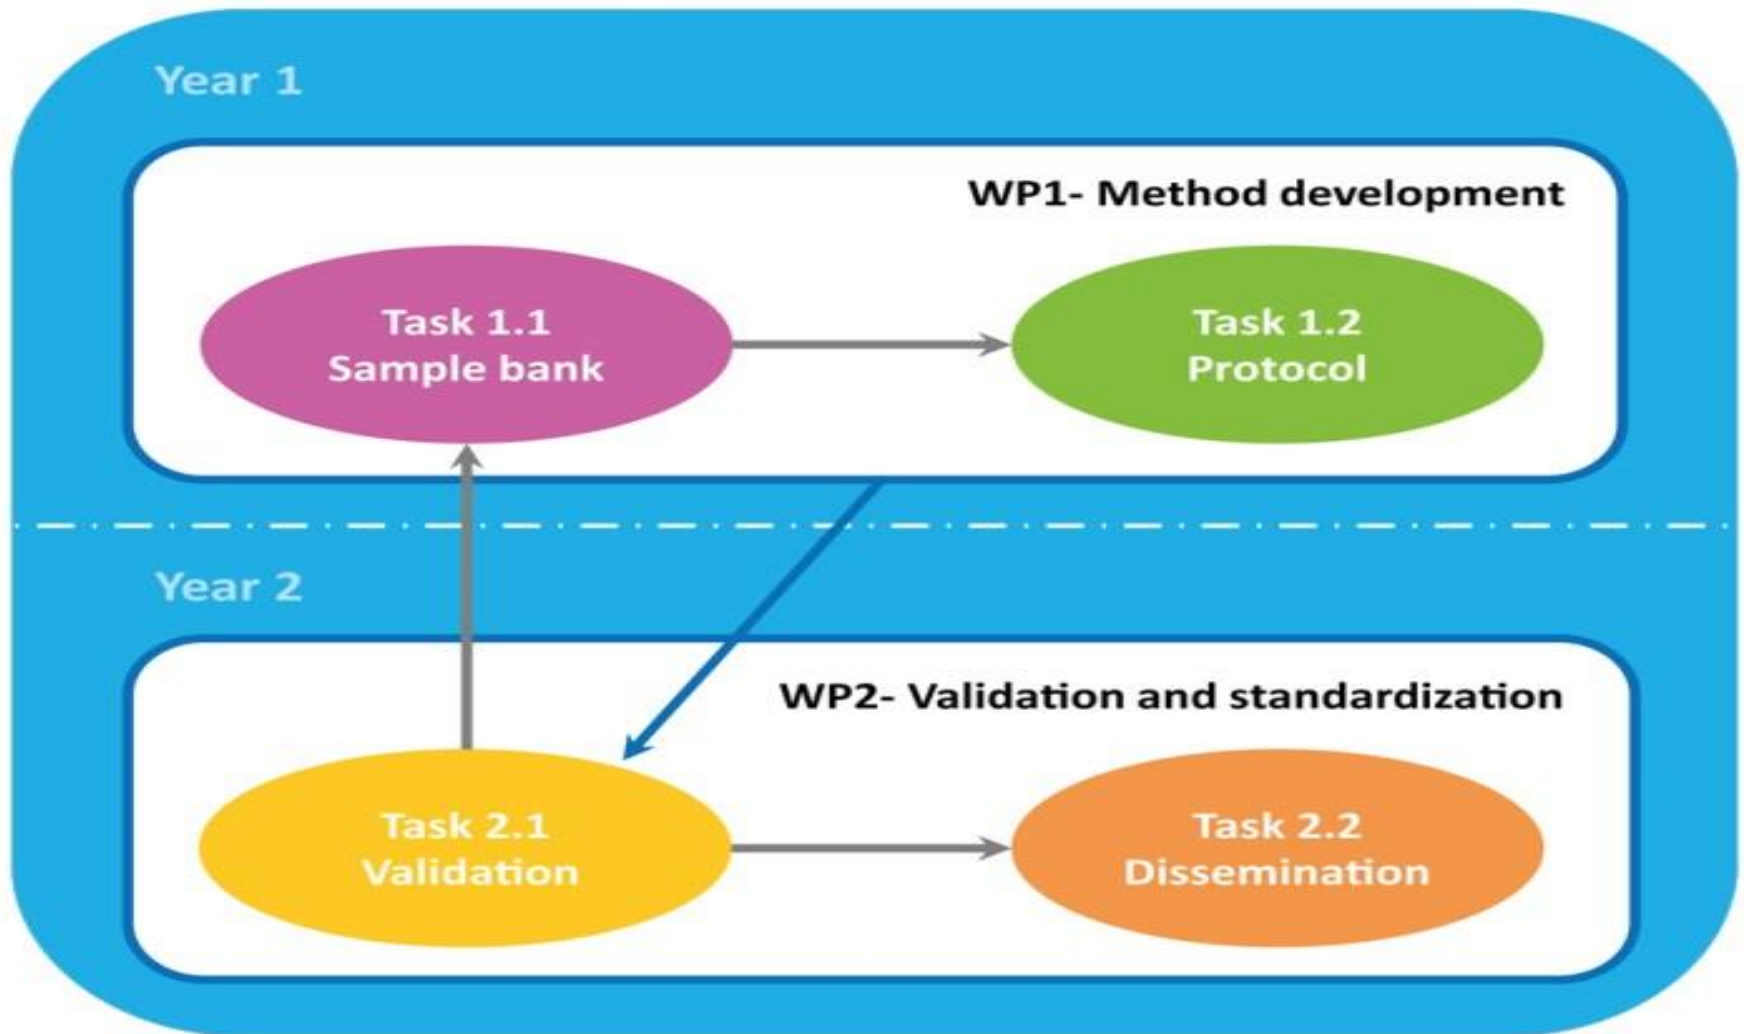 Year 1
WP1- Method development
Task 1.1
Sample bank
Task 1.2
Protocol
Year 2
WP2- Validation and standardization
Task 2.1
Validation
Task 2.2
Dissemination